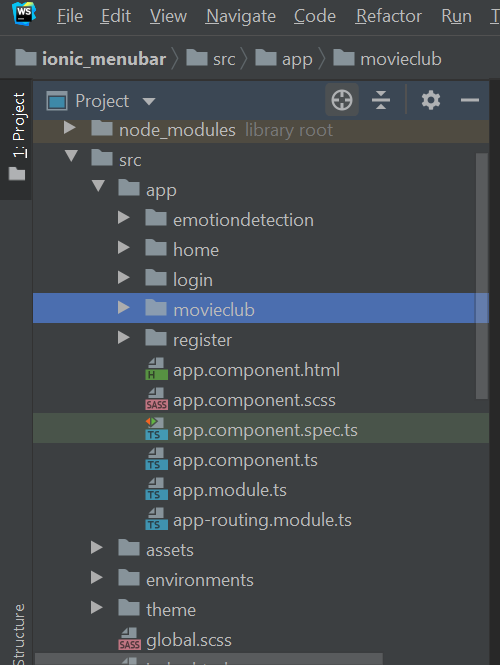 WS File Edit View Navigate Code Refactor Run
ionic_menubar src app movieclub
1: Project
Project
node_modules library root
src
app
emotiondetection
home
login
movieclub
register
H app.component.html
SASS app.component.scss
TS app.component.spec.ts
TS app.component.ts
TS app.module.ts
TS app-routing.module.ts
assets
environments
theme
SASS global.scss
Structure